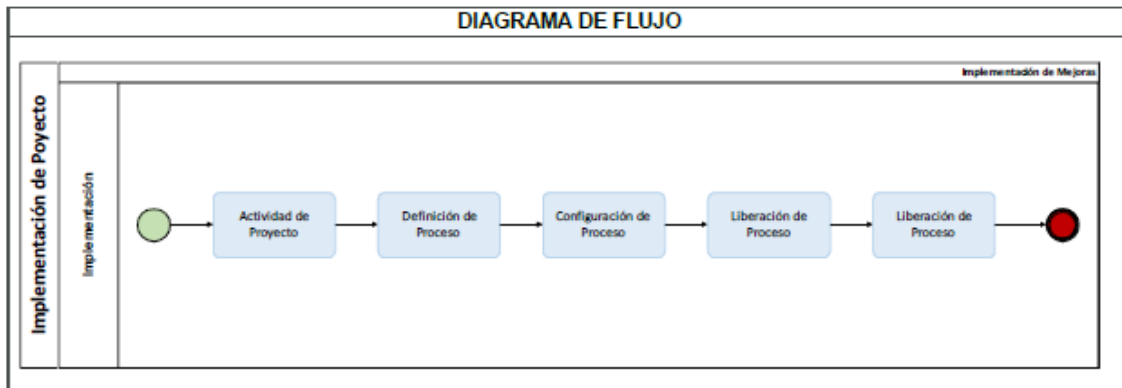 DIAGRAMA DE FLUJO
Implementación de Mejoras
Implementación de Poyecto
Implementación
Actividad de
Proyecto
Definición de
Proceso
Configuración de
Proceso
Liberación de
Proceso
Liberación de
Proceso